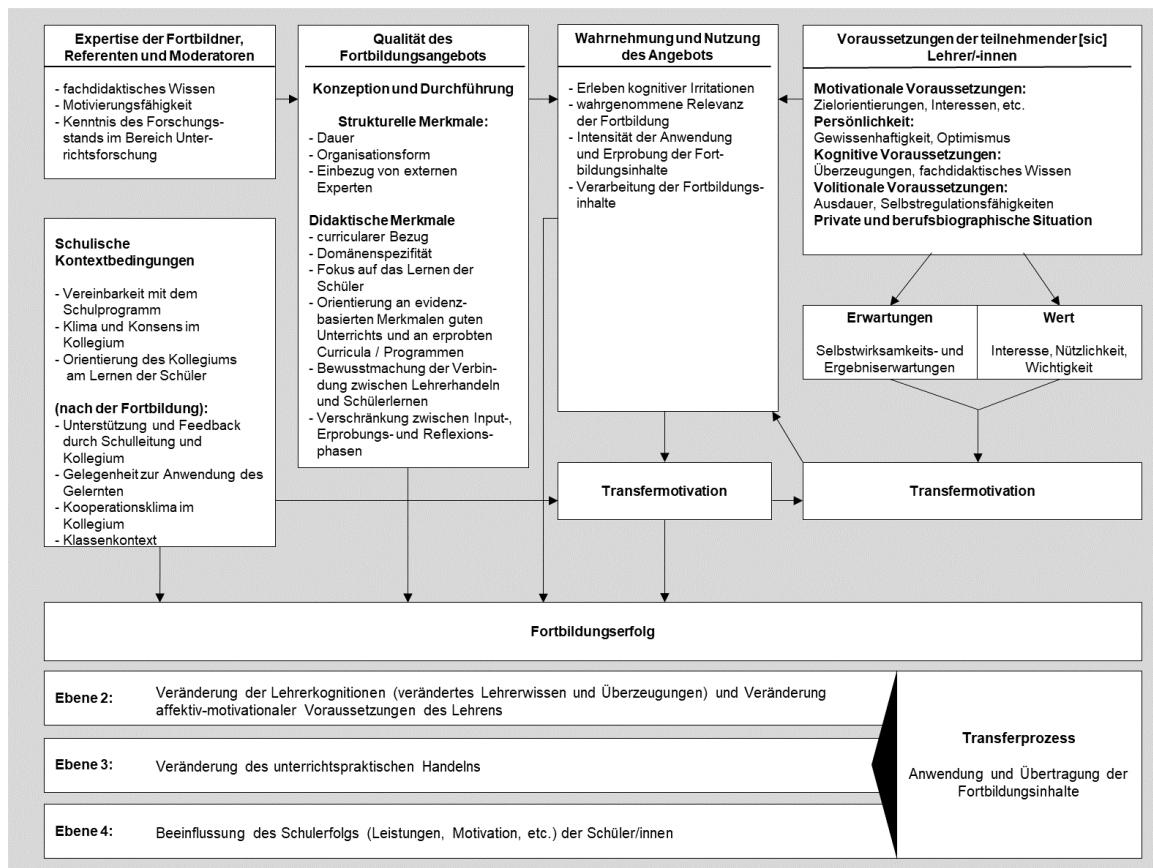 Expertise der Fortbildner,
Referenten und Moderatoren
- fachdidaktisches Wissen
- Motivierungsfähigkeit
- Kenntnis des Forschungs-
stands im Bereich Unter-
richtsforschung
Schulische
Kontextbedingungen
- Vereinbarkeit mit dem
Schulprogramm
- Klima und Konsens im
Kollegium
- Orientierung des Kollegiums
am Lernen der Schüler
(nach der Fortbildung):
- Unterstützung und Feedback
durch Schulleitung und
Kollegium
- Gelegenheit zur Anwendung des
Gelernten
- Kooperationsklima im
Kollegium
- Klassenkontext
Qualität des
Fortbildungsangebots
Konzeption und Durchführung
Strukturelle Merkmale:
- Dauer
- Organisationsform
- Einbezug von externen
Experten
Didaktische Merkmale
- curricularer Bezug
- Domänenspezifität
- Fokus auf das Lernen der
Schüler
- Orientierung an evidenz-
basierten Merkmalen guten
Unterrichts und an erprobten
Curricula / Programmen
- Bewusstmachung der Verbin-
dung zwischen Lehrerhandeln
und Schülerlernen
- Verschränkung zwischen Input-,
Erprobungs- und Reflexions-
phasen
Wahrnehmung und Nutzung
des Angebots
- Erleben kognitiver Irritationen
- wahrgenommene Relevanz
der Fortbildung
- Intensität der Anwendung
und Erprobung der Fort-
bildungsinhalte
- Verarbeitung der Fortbildungs-
inhalte
Transfermotivation
Voraussetzungen der teilnehmender [sic]
Lehrer/-innen
Motivationale Voraussetzungen:
Zielorientierungen, Interessen, etc.
Persönlichkeit:
Gewissenhaftigkeit, Optimismus
Kognitive Voraussetzungen:
Überzeugungen, fachdidaktisches Wissen
Volitionale Voraussetzungen:
Ausdauer, Selbstregulationsfähigkeiten
Private und berufsbiographische Situation
Erwartungen
Selbstwirksamkeits- und
Ergebniserwartungen
Wert
Interesse, Nützlichkeit,
Wichtigkeit
Transfermotivation
Fortbildungserfolg
Ebene 2: Veränderung der Lehrerkognitionen (verändertes Lehrerwissen und Überzeugungen) und Veränderung
affektiv-motivationaler Voraussetzungen des Lehrens
Ebene 3: Veränderung des unterrichtspraktischen Handelns
Ebene 4: Beeinflussung des Schulerfolgs (Leistungen, Motivation, etc.) der Schüler/innen
Transferprozess
Anwendung und Übertragung der
Fortbildungsinhalte